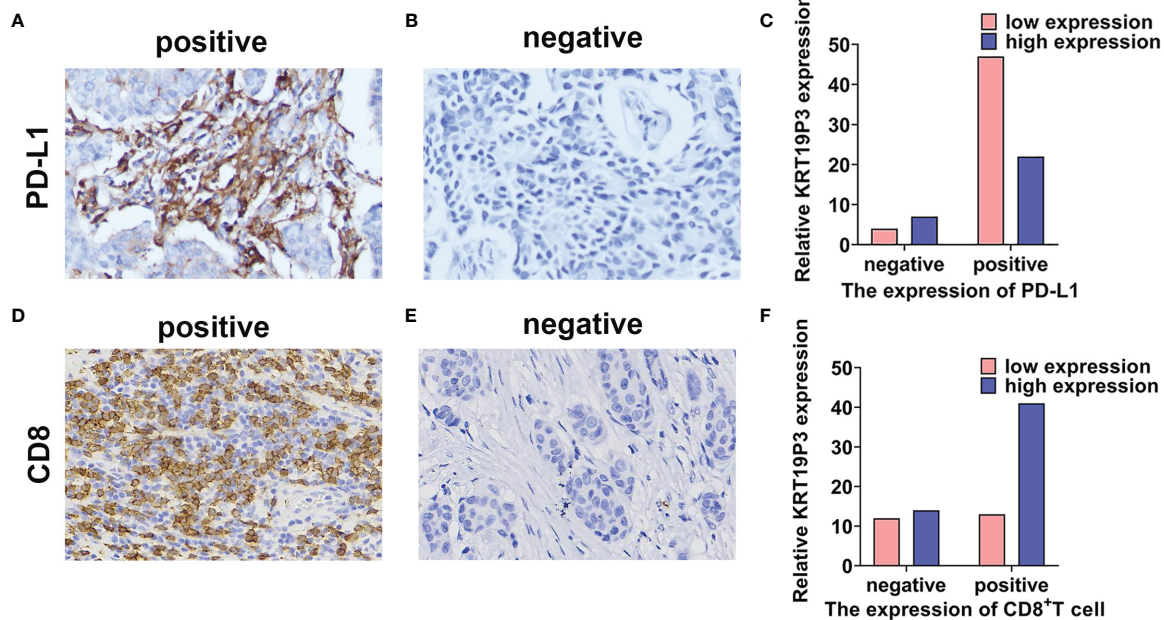 A
positive
B
negative
PD-L1
C
low expression
high expression
Relative KRT19P3 expression
50
40
30
20
10
0
negative positive
The expression of PD-L1
D
positive
E
negative
CD8
F
low expression
high expression
Relative KRT19P3 expression
50
40
30
20
10
0
negative positive
The expression of CD8⁺T cell